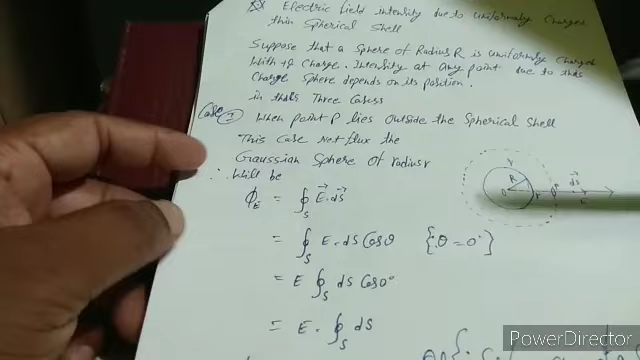 Electric field intensity due to uniformly Charged
thin Spherical Shell
Suppose that a Sphere of Radius R is uniformly Charged
With +q Charge. Intensity at any point due to this
Charge Sphere depends on its position.
in this Three Cases
Case I When point P lies outside the Spherical Shell
This Case net flux the
Gaussian Sphere of radius r
∴ Will be
ϕE = ∮S E⃗.ds⃗
= ∮S E.ds Cosθ {∵ θ = 0°}
= E ∮S ds Cos0°
= E . ∮S ds
R
r
ds⃗
PowerDirector